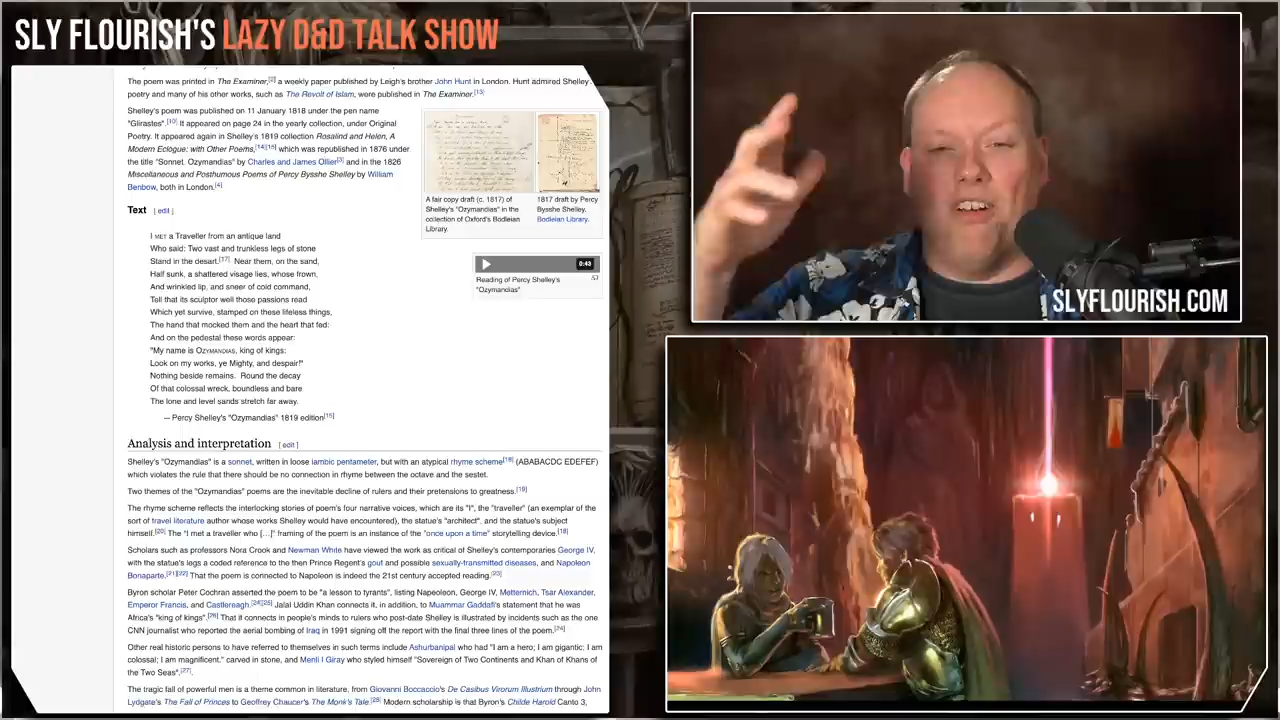 SLY FLOURISH'S LAZY D&D TALK SHOW
The poem was printed in The Examiner,[2] a weekly paper published by Leigh's brother John Hunt in London. Hunt admired Shelley
poetry and many of his other works, such as The Revolt of Islam, were published in The Examiner.[13]
Shelley's poem was published on 11 January 1818 under the pen name
"Glirastes".[10] It appeared on page 24 in the yearly collection, under Original
Poetry. It appeared again in Shelley's 1819 collection Rosalind and Helen, A
Modern Eclogue: with Other Poems,[14][15] which was republished in 1876 under
the title "Sonnet. Ozymandias" by Charles and James Ollier[3] and in the 1826
Miscellaneous and Posthumous Poems of Percy Bysshe Shelley by William
Benbow, both in London.[4]
A fair copy draft (c. 1817) of
Shelley's "Ozymandias" in the
collection of Oxford's Bodleian
Library.
1817 draft by Percy
Bysshe Shelley.
Bodleian Library.
Text [ edit ]
I MET a Traveller from an antique land
Who said: Two vast and trunkless legs of stone
Stand in the desart.[17] Near them, on the sand,
Half sunk, a shattered visage lies, whose frown,
And wrinkled lip, and sneer of cold command,
Tell that its sculptor well those passions read
Which yet survive, stamped on these lifeless things,
The hand that mocked them and the heart that fed:
And on the pedestal these words appear:
"My name is OZYMANDIAS, king of kings:
Look on my works, ye Mighty, and despair!"
Nothing beside remains. Round the decay
Of that colossal wreck, boundless and bare
The lone and level sands stretch far away.
— Percy Shelley's "Ozymandias" 1819 edition[15]
0:43
Reading of Percy Shelley's
"Ozymandias"
Analysis and interpretation [ edit ]
Shelley's "Ozymandias" is a sonnet, written in loose iambic pentameter, but with an atypical rhyme scheme[18] (ABABACDC EDEFEF)
which violates the rule that there should be no connection in rhyme between the octave and the sestet.
Two themes of the "Ozymandias" poems are the inevitable decline of rulers and their pretensions to greatness.[19]
The rhyme scheme reflects the interlocking stories of poem's four narrative voices, which are its "I", the "traveller" (an exemplar of the
sort of travel literature author whose works Shelley would have encountered), the statue's "architect", and the statue's subject
himself.[20] The "I met a traveller who [...]" framing of the poem is an instance of the "once upon a time" storytelling device.[18]
Scholars such as professors Nora Crook and Newman White have viewed the work as critical of Shelley's contemporaries George IV,
with the statue's legs a coded reference to the then Prince Regent's gout and possible sexually-transmitted diseases, and Napoleon
Bonaparte.[21][22] That the poem is connected to Napoleon is indeed the 21st century accepted reading.[23]
Byron scholar Peter Cochran asserted the poem to be "a lesson to tyrants", listing Napeoleon, George IV, Metternich, Tsar Alexander,
Emperor Francis, and Castlereagh.[24][25] Jalal Uddin Khan connects it, in addition, to Muammar Gaddafi's statement that he was
Africa's "king of kings".[26] That it connects in people's minds to rulers who post-date Shelley is illustrated by incidents such as the one
CNN journalist who reported the aerial bombing of Iraq in 1991 signing off the report with the final three lines of the poem.[24]
Other real historic persons to have referred to themselves in such terms include Ashurbanipal who had "I am a hero; I am gigantic; I am
colossal; I am magnificent." carved in stone, and Menli I Giray who styled himself "Sovereign of Two Continents and Khan of Khans of
the Two Seas".[27].
The tragic fall of powerful men is a theme common in literature, from Giovanni Boccaccio's De Casibus Virorum Illustrium through John
Lydgate's The Fall of Princes to Geoffrey Chaucer's The Monk's Tale.[28] Modern scholarship is that Byron's Childe Harold Canto 3,
SLYFLOURISH.COM